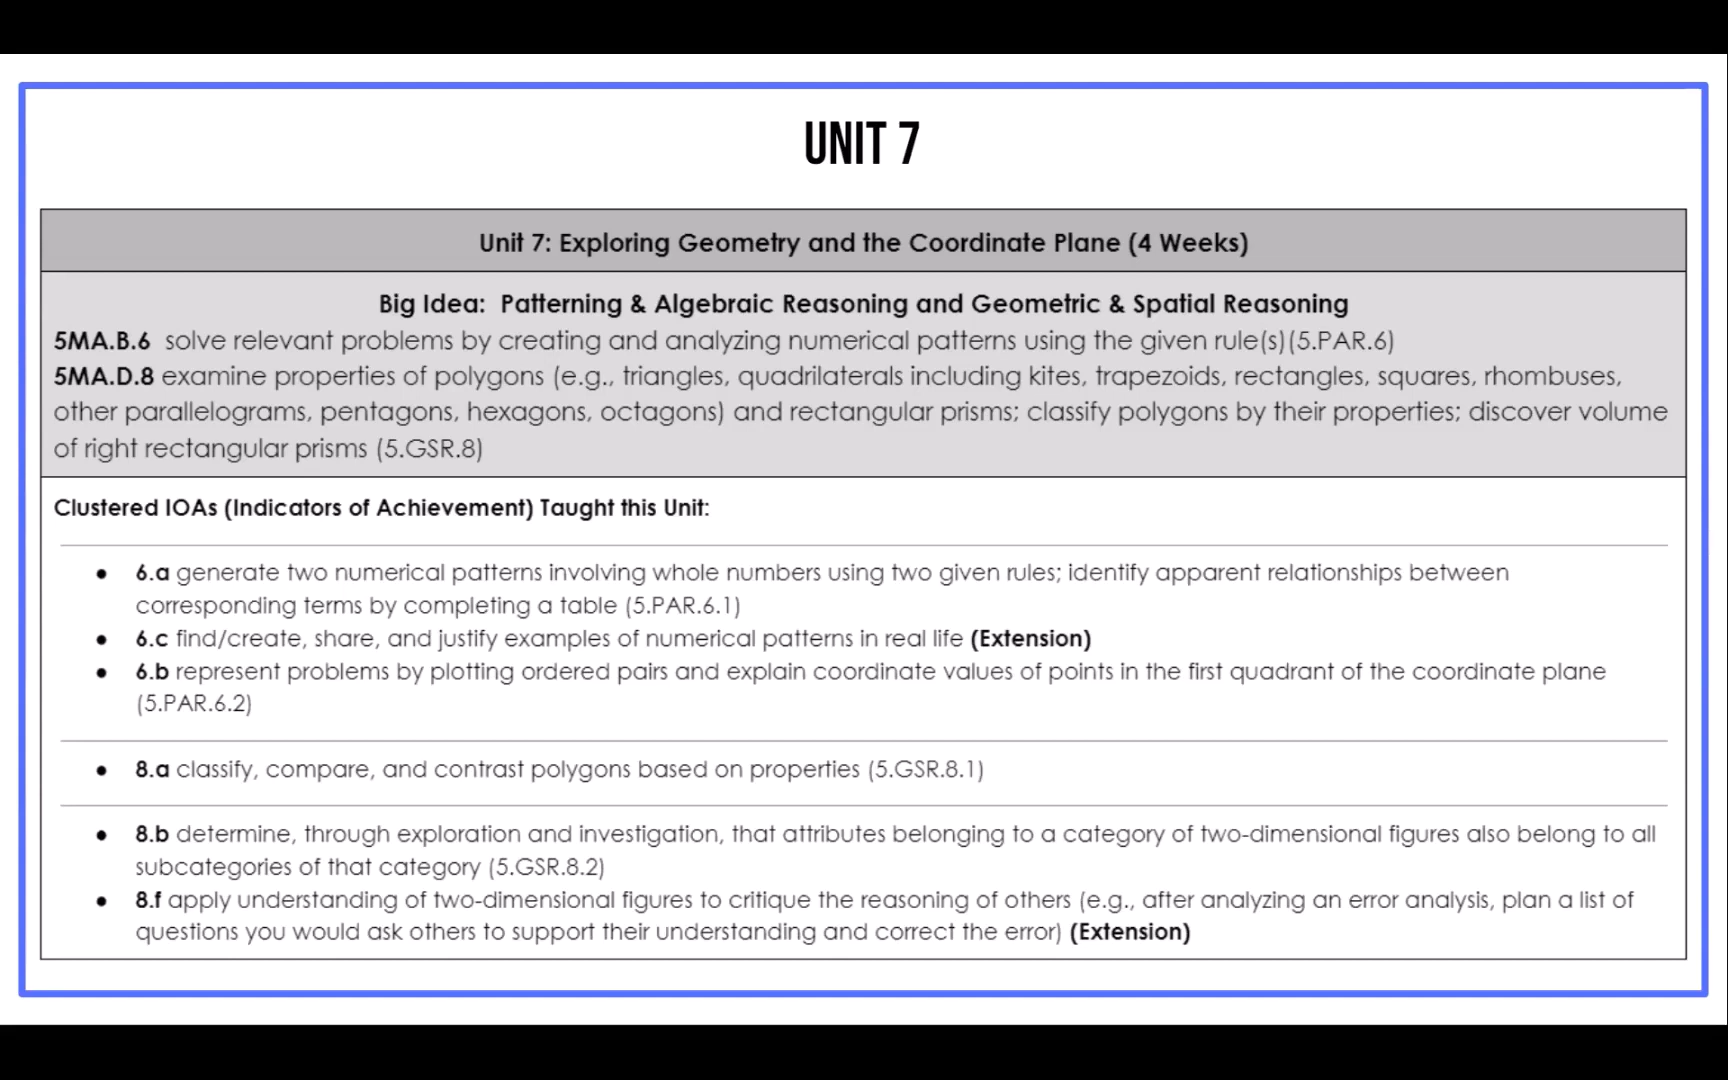 UNIT 7
Unit 7: Exploring Geometry and the Coordinate Plane (4 Weeks)
Big Idea: Patterning & Algebraic Reasoning and Geometric & Spatial Reasoning
5MA.B.6 solve relevant problems by creating and analyzing numerical patterns using the given rule(s)(5.PAR.6)
5MA.D.8 examine properties of polygons (e.g., triangles, quadrilaterals including kites, trapezoids, rectangles, squares, rhombuses,
other parallelograms, pentagons, hexagons, octagons) and rectangular prisms; classify polygons by their properties; discover volume
of right rectangular prisms (5.GSR.8)
Clustered IOAs (Indicators of Achievement) Taught this Unit:
● 6.a generate two numerical patterns involving whole numbers using two given rules; identify apparent relationships between
corresponding terms by completing a table (5.PAR.6.1)
● 6.c find/create, share, and justify examples of numerical patterns in real life (Extension)
● 6.b represent problems by plotting ordered pairs and explain coordinate values of points in the first quadrant of the coordinate plane
(5.PAR.6.2)
● 8.a classify, compare, and contrast polygons based on properties (5.GSR.8.1)
● 8.b determine, through exploration and investigation, that attributes belonging to a category of two-dimensional figures also belong to all
subcategories of that category (5.GSR.8.2)
● 8.f apply understanding of two-dimensional figures to critique the reasoning of others (e.g., after analyzing an error analysis, plan a list of
questions you would ask others to support their understanding and correct the error) (Extension)